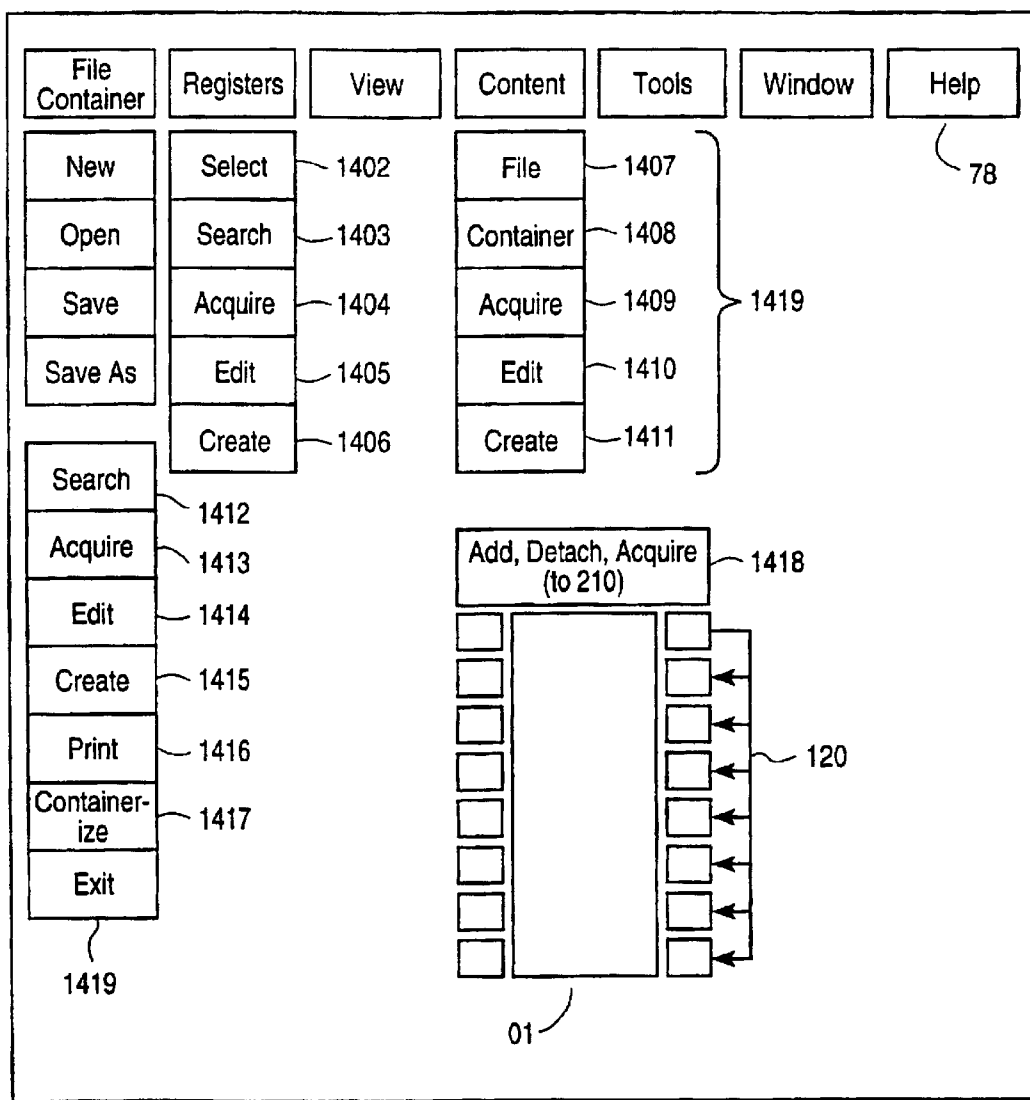 File
Container
Registers
View
Content
Tools
Window
Help
78
New
Open
Save
Save As
Select
1402
Search
1403
Acquire
1404
Edit
1405
Create
1406
File
1407
Container
1408
Acquire
1409
Edit
1410
Create
1411
1419
Search
1412
Acquire
1413
Edit
1414
Create
1415
Print
1416
Container-
ize
1417
Exit
1419
Add, Detach, Acquire
(to 210)
1418
120
01